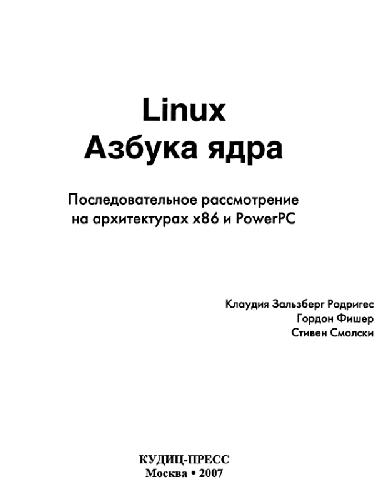 Linux
Азбука ядра
Последовательное рассмотрение
на архитектурах x86 и PowerPC
Клаудия Зальзберг Родригес
Гордон Фишер
Стивен Смолски
КУДИЦ-ПРЕСС
Москва • 2007